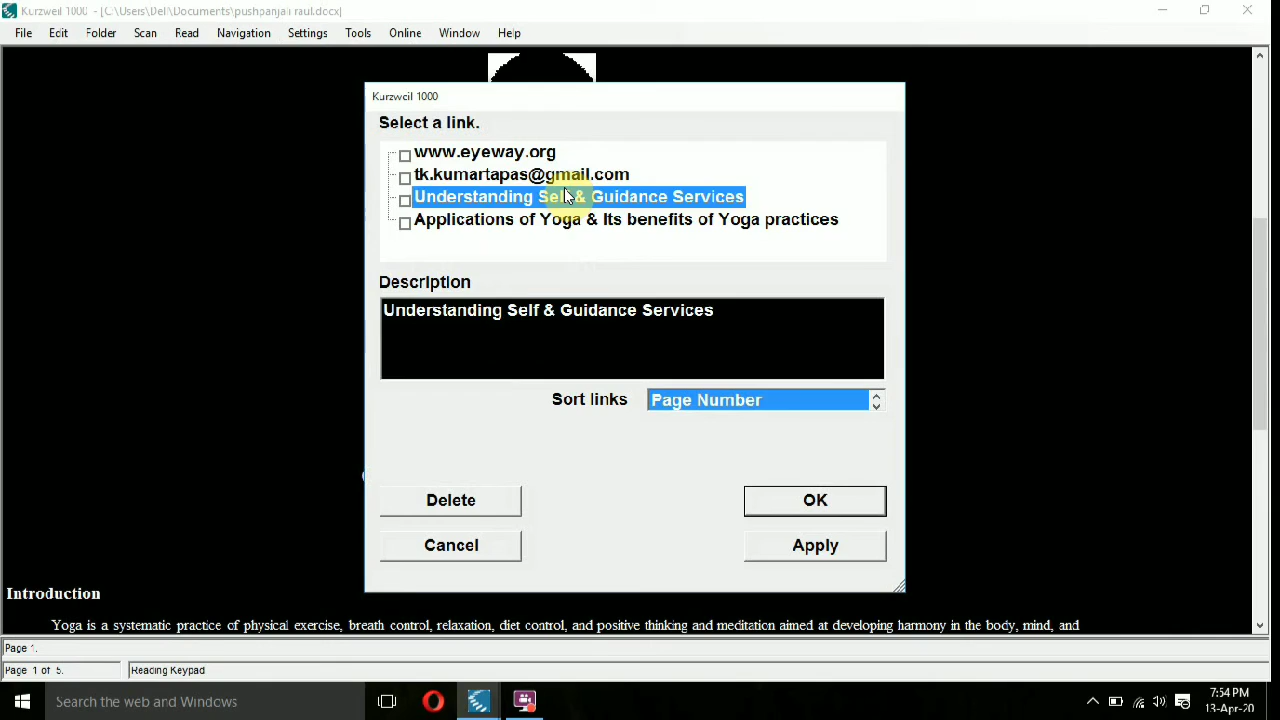 Kurzweil 1000 - [C:\Users\Dell\Documents\pushpanjali raul.docx]
File Edit Folder Scan Read Navigation Settings Tools Online Window Help
Kurzweil 1000
Select a link.
www.eyeway.org
tk.kumartapas@gmail.com
Understanding Self & Guidance Services
Applications of Yoga & Its benefits of Yoga practices
Description
Understanding Self & Guidance Services
Sort links Page Number
Delete OK
Cancel Apply
Introduction
Yoga is a systematic practice of physical exercise, breath control, relaxation, diet control, and positive thinking and meditation aimed at developing harmony in the body, mind, and
Page 1.
Page 1 of 5. Reading Keypad
Search the web and Windows
7:54 PM
13-Apr-20